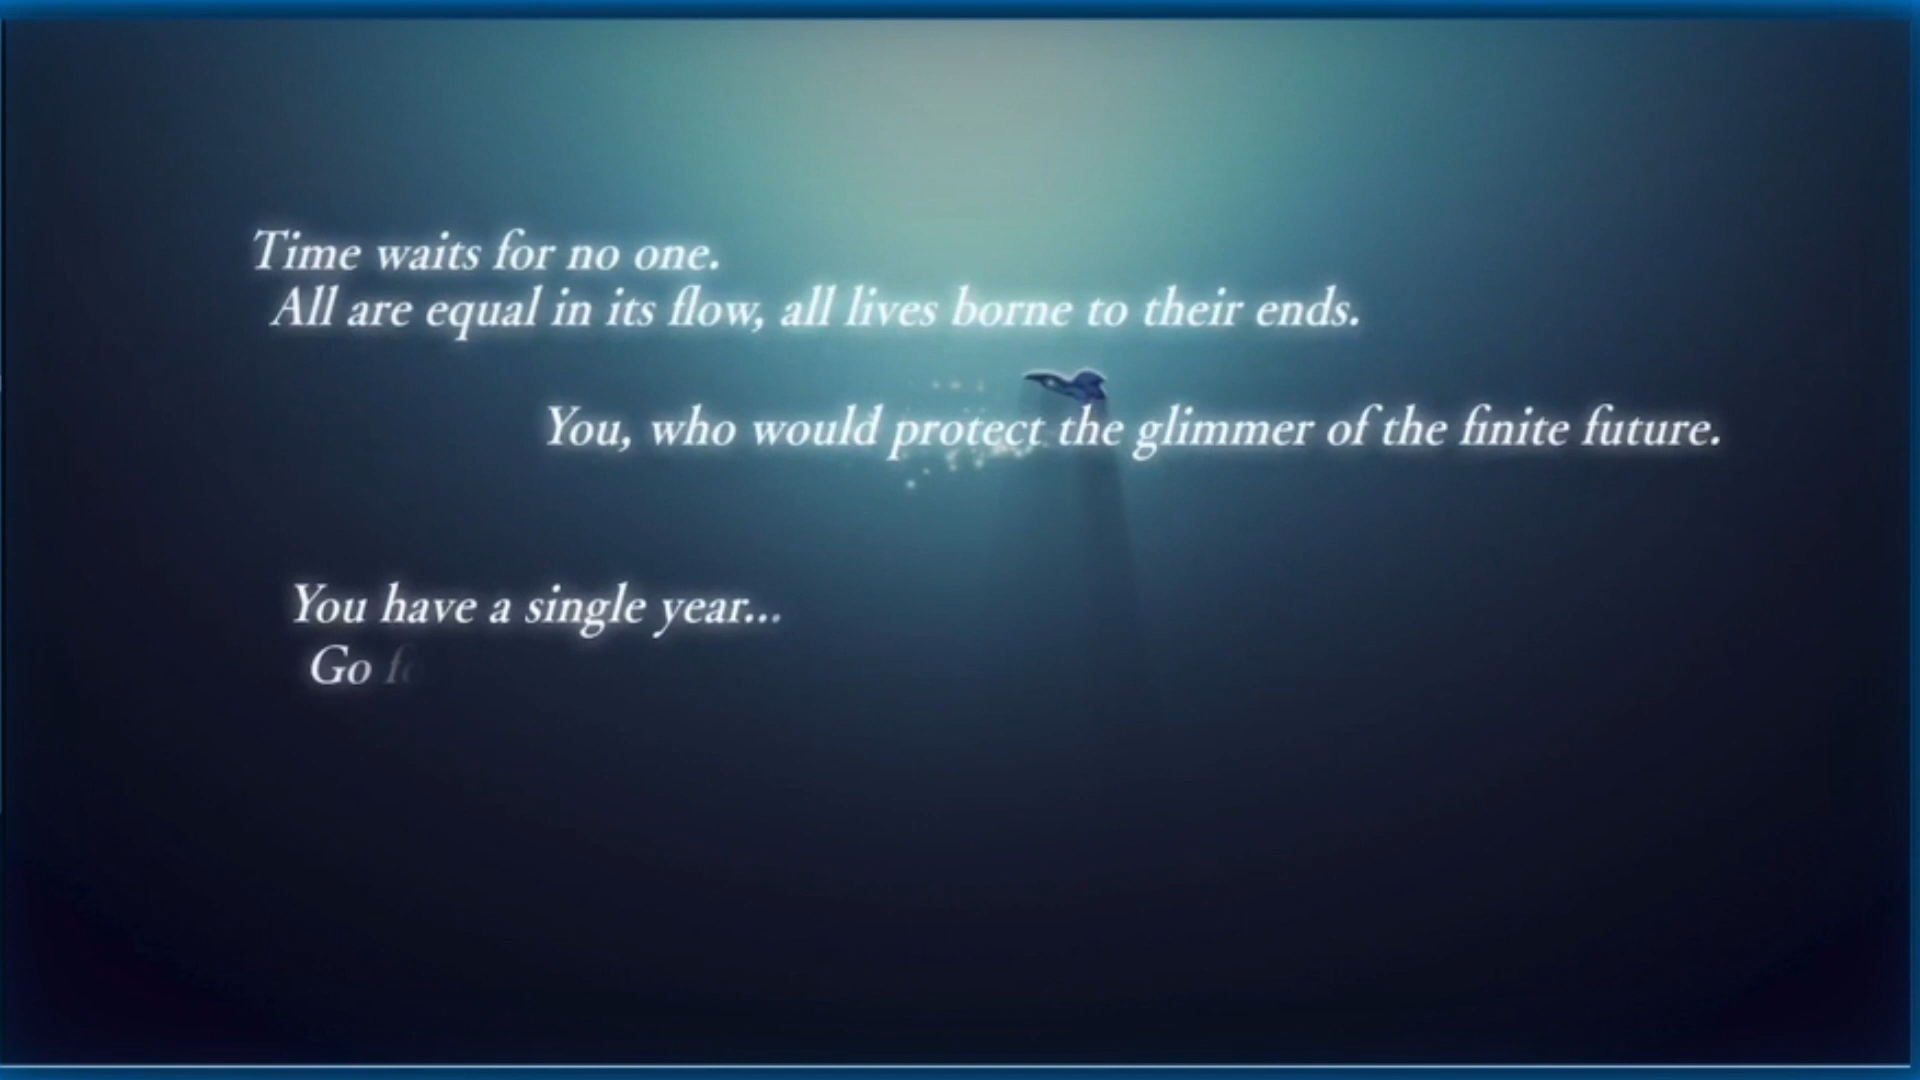 Time waits for no one.
All are equal in its flow, all lives borne to their ends.
You, who would protect the glimmer of the finite future.
You have a single year...
Go